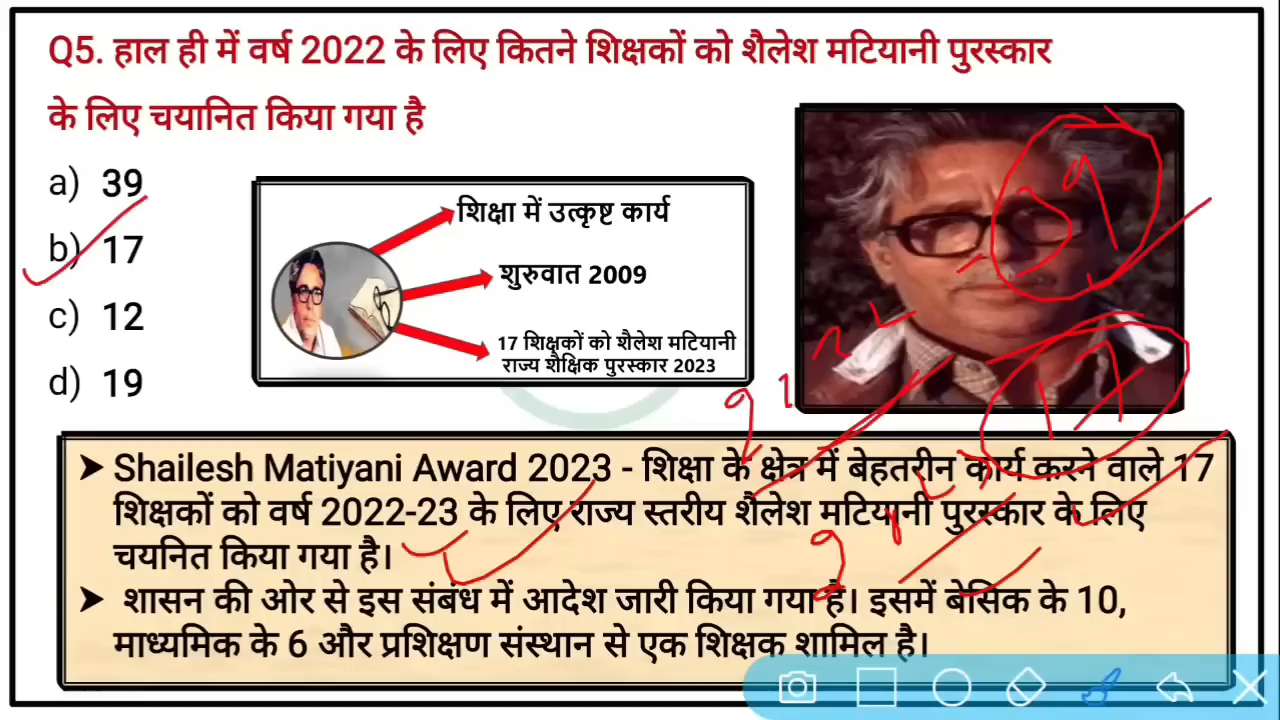 Q5. हाल ही में वर्ष 2022 के लिए कितने शिक्षकों को शैलेश मटियानी पुरस्कार
के लिए चयानित किया गया है
a) 39
b) 17
c) 12
d) 19
शिक्षा में उत्कृष्ट कार्य
शुरुवात 2009
17 शिक्षकों को शैलेश मटियानी
राज्य शैक्षिक पुरस्कार 2023
➤ Shailesh Matiyani Award 2023 - शिक्षा के क्षेत्र में बेहतरीन कार्य करने वाले 17
शिक्षकों को वर्ष 2022-23 के लिए राज्य स्तरीय शैलेश मटियानी पुरस्कार के लिए
चयनित किया गया है।
➤ शासन की ओर से इस संबंध में आदेश जारी किया गया है। इसमें बेसिक के 10,
माध्यमिक के 6 और प्रशिक्षण संस्थान से एक शिक्षक शामिल है।